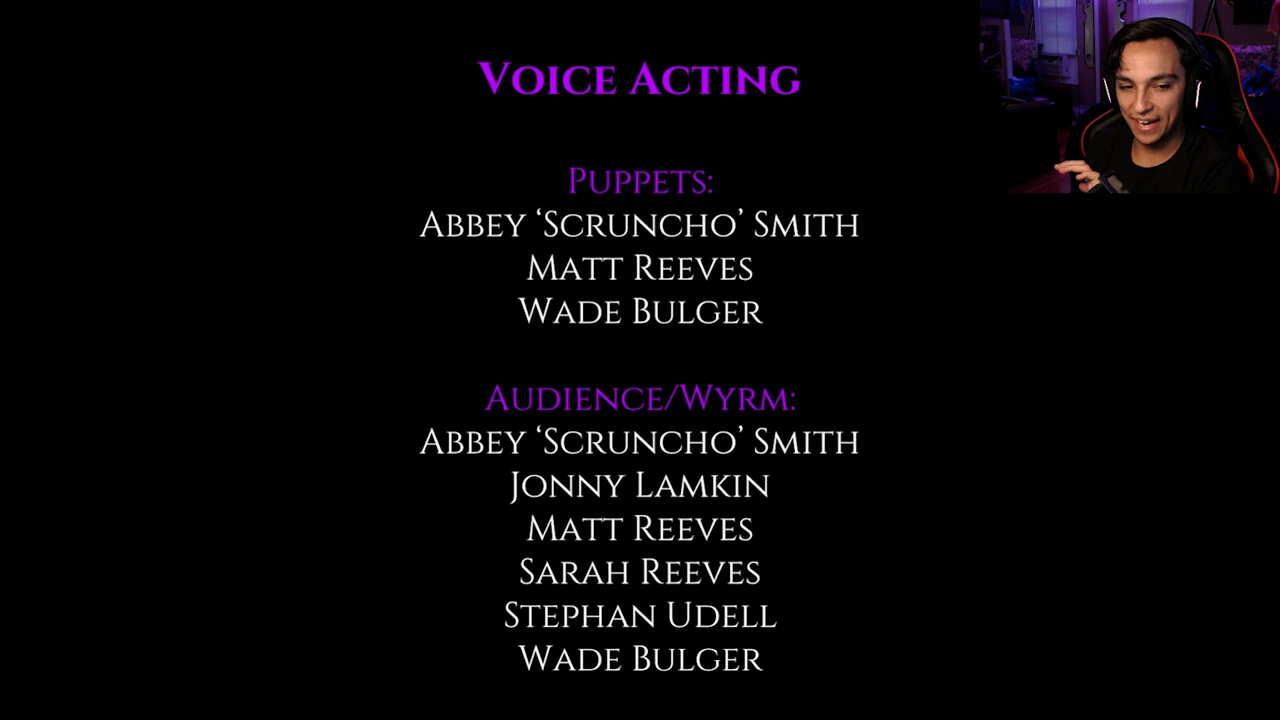 Voice Acting
Puppets:
Abbey ‘Scruncho’ Smith
Matt Reeves
Wade Bulger
Audience/Wyrm:
Abbey ‘Scruncho’ Smith
Jonny Lamkin
Matt Reeves
Sarah Reeves
Stephan Udell
Wade Bulger